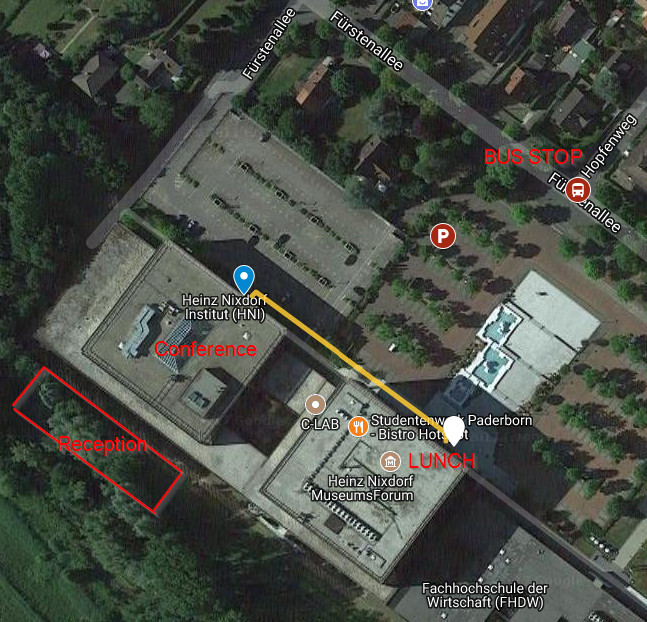 Fürstenallee
Fürstenallee
BUS STOP
Hopfenweg
Fürstenallee
P
Heinz Nixdorf
Institut (HNI)
Conference
C-LAB
Studentenwerk Paderborn
- Bistro Hotspot
LUNCH
Reception
Heinz Nixdorf
MuseumsForum
Fachhochschule der
Wirtschaft (FHDW)